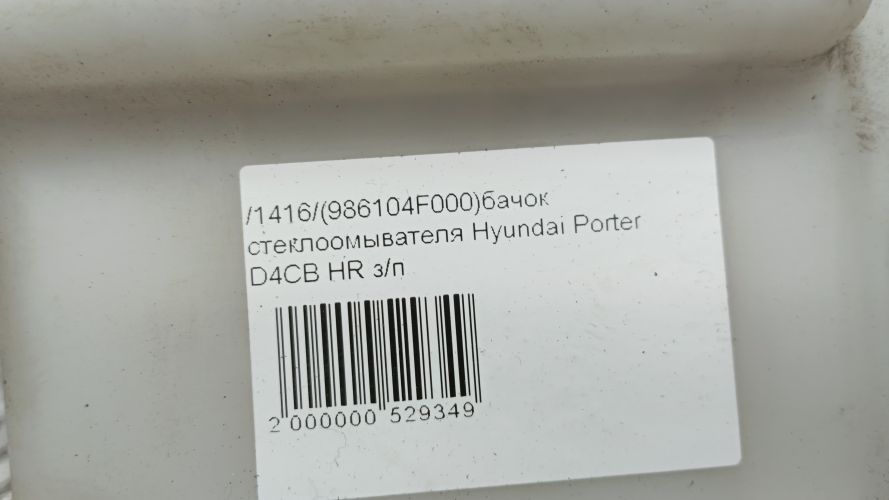 /1416/(986104F000)бачок
стеклоомывателя Hyundai Porter
D4CB HR з/п
2 000000 529349